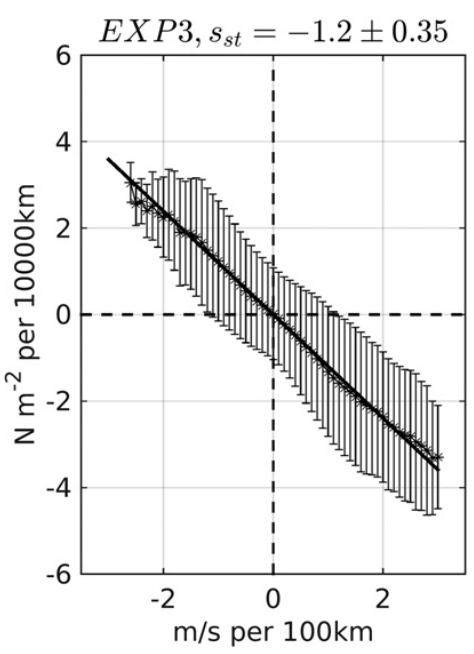 EXP3, s_st = −1.2 ± 0.35
6
4
2
0
-2
-4
-6
N m⁻² per 10000km
-2 0 2
m/s per 100km